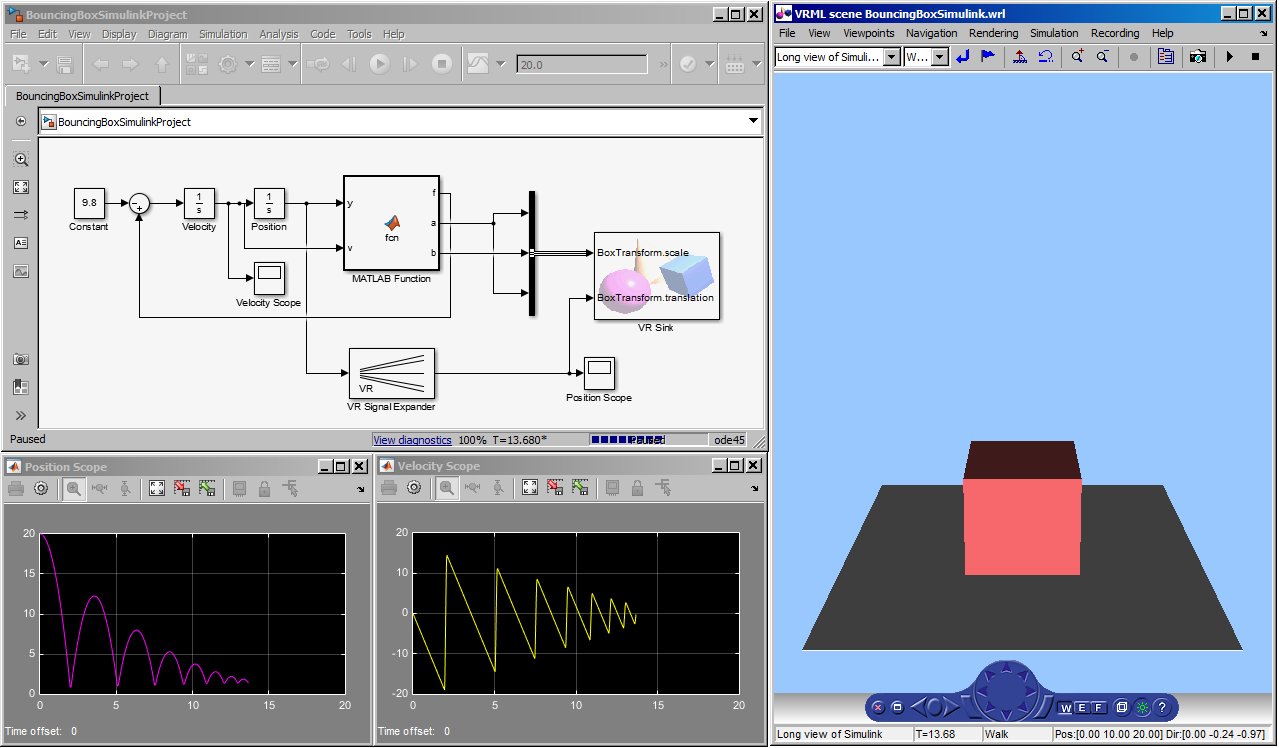 BouncingBoxSimulinkProject
File Edit View Display Diagram Simulation Analysis Code Tools Help
20.0
BouncingBoxSimulinkProject
BouncingBoxSimulinkProject
9.8
Constant
1
s
Velocity
1
s
Position
Velocity Scope
y
v
fcn
f
a
b
MATLAB Function
BoxTransform.scale
BoxTransform.translation
VR Sink
VR
VR Signal Expander
Position Scope
Paused
View diagnostics 100% T=13.680* Paused ode45
Position Scope
20
15
10
5
0
0 5 10 15 20
Time offset: 0
Velocity Scope
20
10
0
-10
-20
0 5 10 15 20
Time offset: 0
VRML scene BouncingBoxSimulink.wrl
File View Viewpoints Navigation Rendering Simulation Recording Help
Long view of Simuli... W...
W E F ?
Long view of Simulink T=13.68 Walk Pos:[0.00 10.00 20.00] Dir:[0.00 -0.24 -0.97]